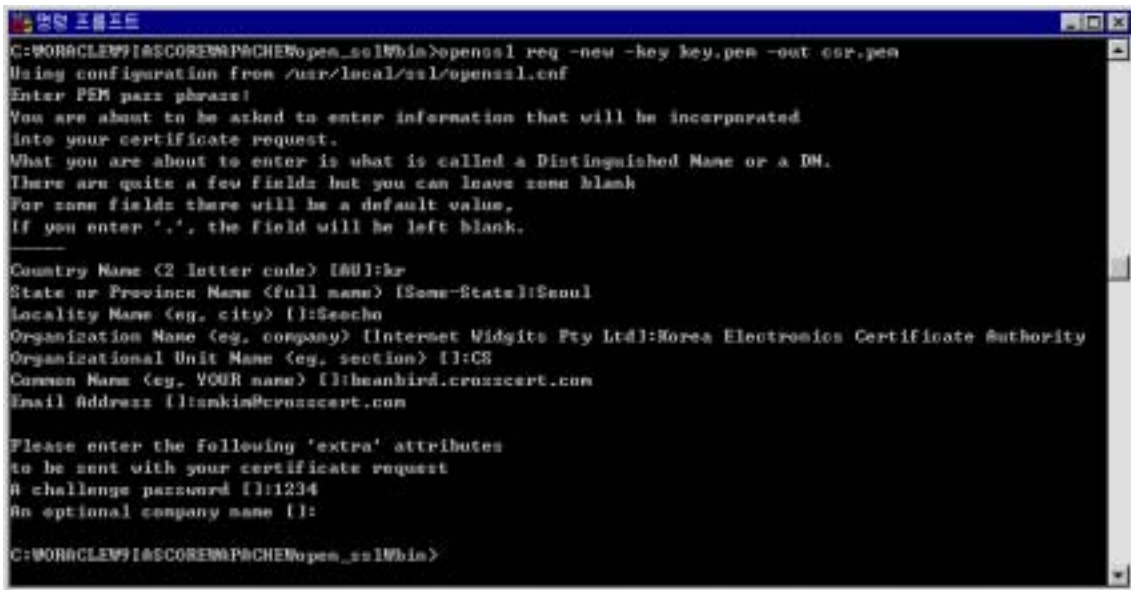 명령 프롬프트
C:₩ORACLE₩9IASCORE₩APACHE₩open_ssl₩bin>openssl req -new -key key.pem -out csr.pem
Using configuration from /usr/local/ssl/openssl.cnf
Enter PEM pass phrase:
You are about to be asked to enter information that will be incorporated
into your certificate request.
What you are about to enter is what is called a Distinguished Name or a DN.
There are quite a few fields but you can leave some blank
For some fields there will be a default value,
If you enter '.', the field will be left blank.
-----
Country Name (2 letter code) [AU]:kr
State or Province Name (full name) [Some-State]:Seoul
Locality Name (eg, city) []:Seocho
Organization Name (eg, company) [Internet Widgits Pty Ltd]:Korea Electronics Certificate Authority
Organizational Unit Name (eg, section) []:CS
Common Name (eg, YOUR name) []:beanbird.crosscert.com
Email Address []:smkim@crosscert.com
Please enter the following 'extra' attributes
to be sent with your certificate request
A challenge password []:1234
An optional company name []:
C:₩ORACLE₩9IASCORE₩APACHE₩open_ssl₩bin>